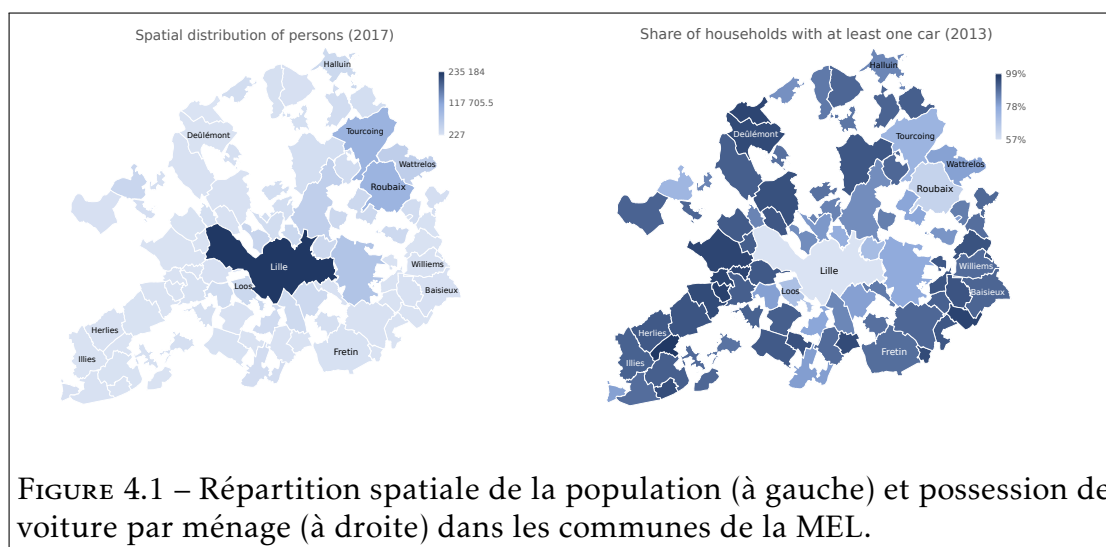 Spatial distribution of persons (2017)
235 184
117 705.5
227
Halluin
Deûlémont
Tourcoing
Wattrelos
Roubaix
Lille
Loos
Willems
Baisieux
Herlies
Illies
Fretin
Share of households with at least one car (2013)
99%
78%
57%
Halluin
Deûlémont
Tourcoing
Wattrelos
Roubaix
Lille
Loos
Willems
Baisieux
Herlies
Illies
Fretin
FIGURE 4.1 – Répartition spatiale de la population (à gauche) et possession de
voiture par ménage (à droite) dans les communes de la MEL.